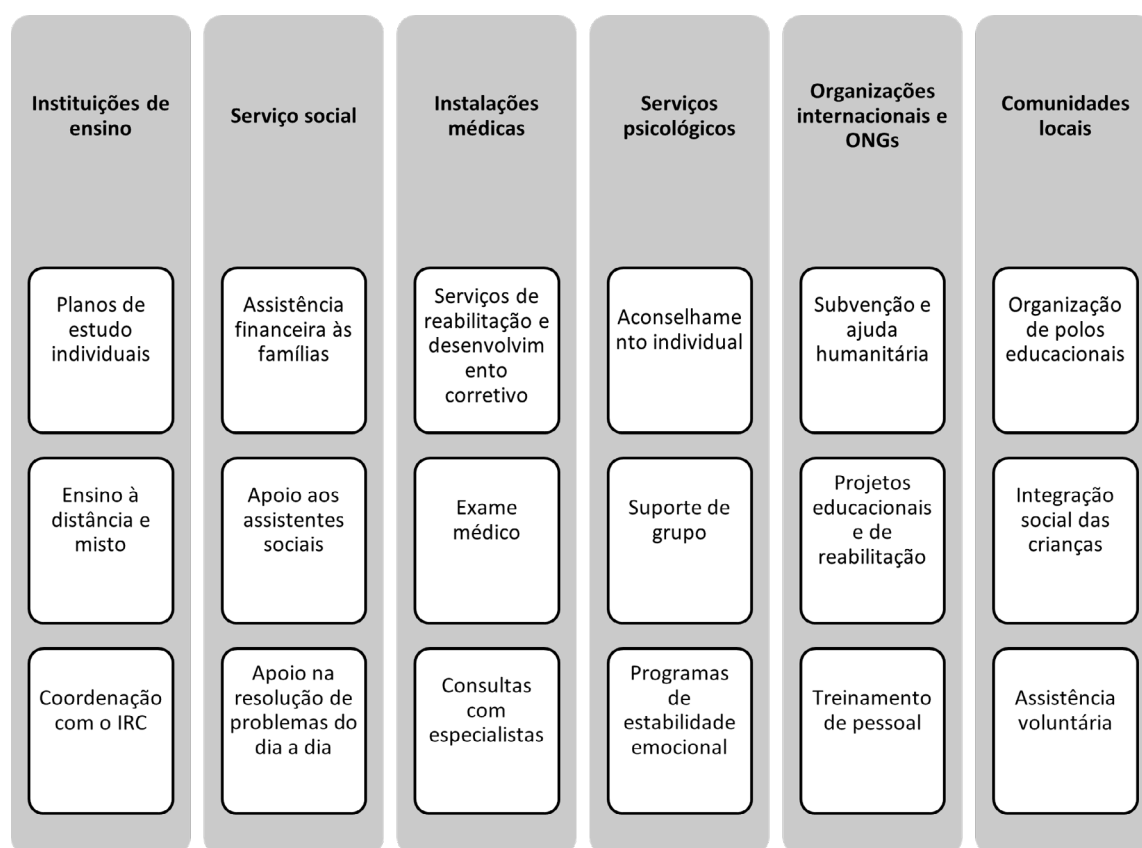 Instituições de
ensino
Planos de
estudo
individuais
Ensino à
distância e
misto
Coordenação
com o IRC
Serviço social
Assistência
financeira às
famílias
Apoio aos
assistentes
sociais
Apoio na
resolução de
problemas do
dia a dia
Instalações
médicas
Serviços de
reabilitação e
desenvolvim
ento
corretivo
Exame
médico
Consultas
com
especialistas
Serviços
psicológicos
Aconselhame
nto individual
Suporte de
grupo
Programas
de
estabilidade
emocional
Organizações
internacionais e
ONGs
Subvenção e
ajuda
humanitária
Projetos
educacionais
e de
reabilitação
Treinamento
de pessoal
Comunidades
locais
Organização
de polos
educacionais
Integração
social das
crianças
Assistência
voluntária